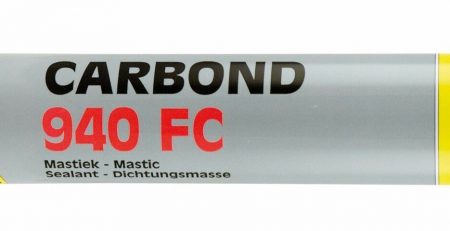 CARBOND
940 FC
Mastiek - Mastic
Sealant - Dichtungsmasse